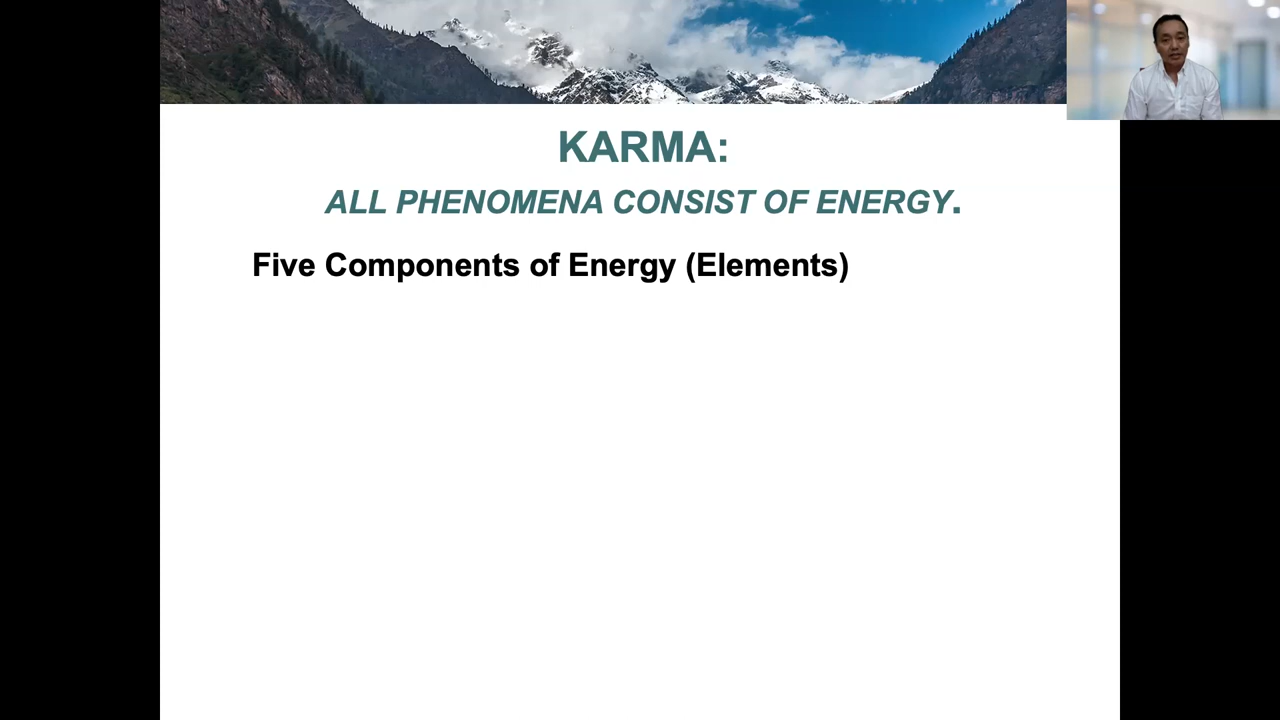 KARMA:
ALL PHENOMENA CONSIST OF ENERGY.
Five Components of Energy (Elements)